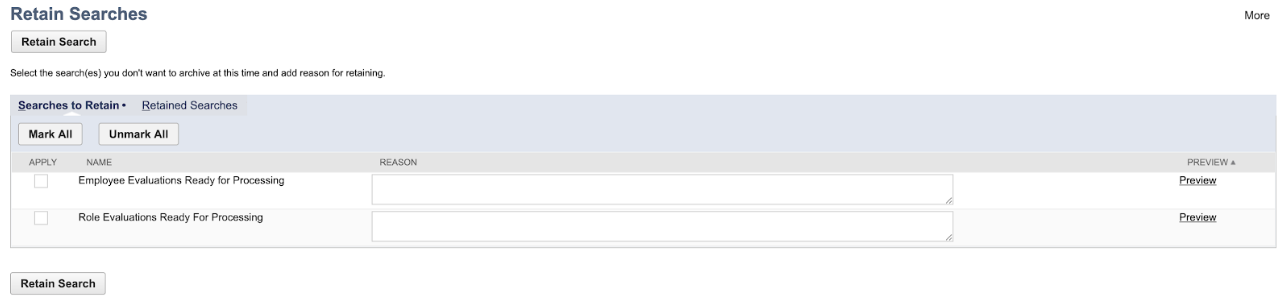 Retain Searches
More
Retain Search
Select the search(es) you don't want to archive at this time and add reason for retaining.
Searches to Retain • Retained Searches
Mark All Unmark All
APPLY NAME REASON PREVIEW ▲
Employee Evaluations Ready for Processing Preview
Role Evaluations Ready For Processing Preview
Retain Search